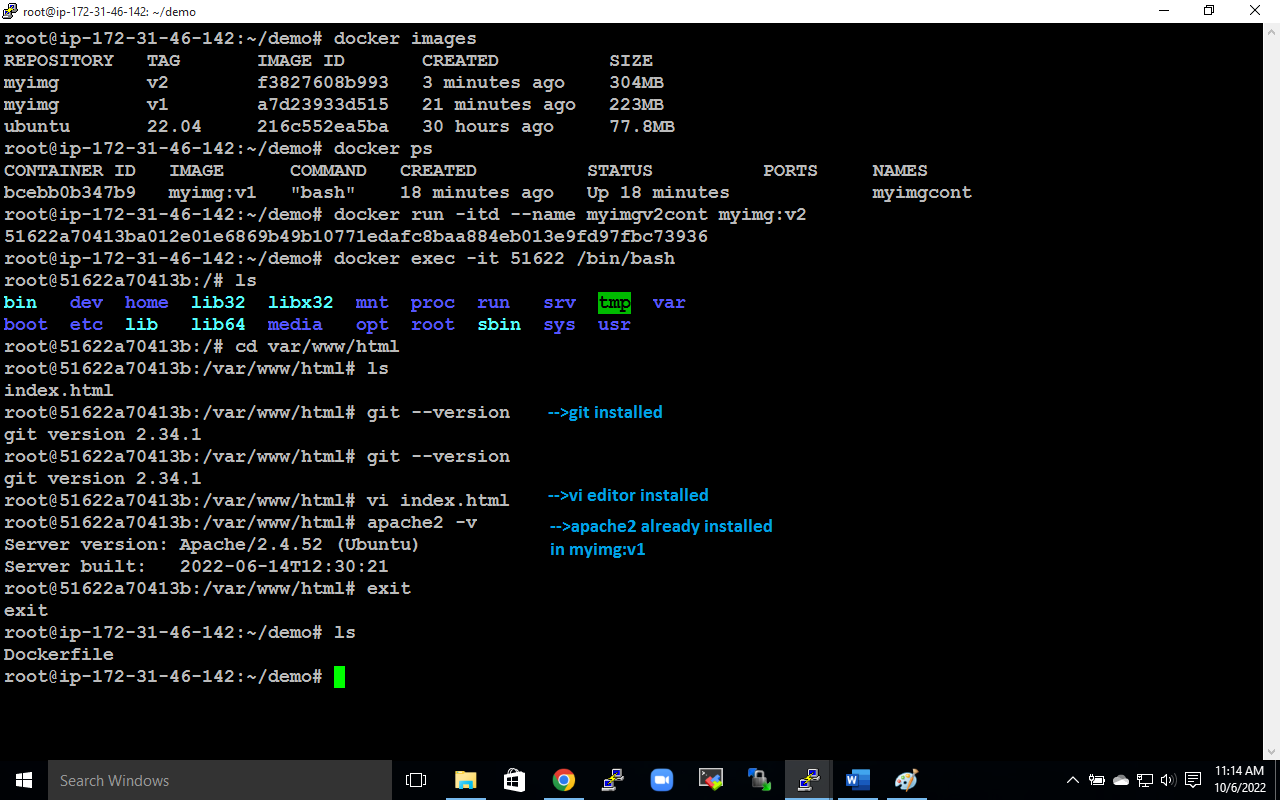 root@ip-172-31-46-142: ~/demo
root@ip-172-31-46-142:~/demo# docker images
REPOSITORY   TAG       IMAGE ID       CREATED          SIZE
myimg        v2        f3827608b993   3 minutes ago    304MB
myimg        v1        a7d23933d515   21 minutes ago   223MB
ubuntu       22.04     216c552ea5ba   30 hours ago     77.8MB
root@ip-172-31-46-142:~/demo# docker ps
CONTAINER ID   IMAGE      COMMAND   CREATED          STATUS          PORTS     NAMES
bcebb0b347b9   myimg:v1   "bash"    18 minutes ago   Up 18 minutes             myimgcont
root@ip-172-31-46-142:~/demo# docker run -itd --name myimgv2cont myimg:v2
51622a70413ba012e01e6869b49b10771edafc8baa884eb013e9fd97fbc73936
root@ip-172-31-46-142:~/demo# docker exec -it 51622 /bin/bash
root@51622a70413b:/# ls
bin   dev  home  lib32  libx32  mnt  proc  run   srv  tmp  var
boot  etc  lib   lib64  media   opt  root  sbin  sys  usr
root@51622a70413b:/# cd var/www/html
root@51622a70413b:/var/www/html# ls
index.html
root@51622a70413b:/var/www/html# git --version   -->git installed
git version 2.34.1
root@51622a70413b:/var/www/html# git --version
git version 2.34.1
root@51622a70413b:/var/www/html# vi index.html   -->vi editor installed
root@51622a70413b:/var/www/html# apache2 -v   -->apache2 already installed
Server version: Apache/2.4.52 (Ubuntu)   in myimg:v1
Server built:   2022-06-14T12:30:21
root@51622a70413b:/var/www/html# exit
exit
root@ip-172-31-46-142:~/demo# ls
Dockerfile
root@ip-172-31-46-142:~/demo#
Search Windows
11:14 AM
10/6/2022